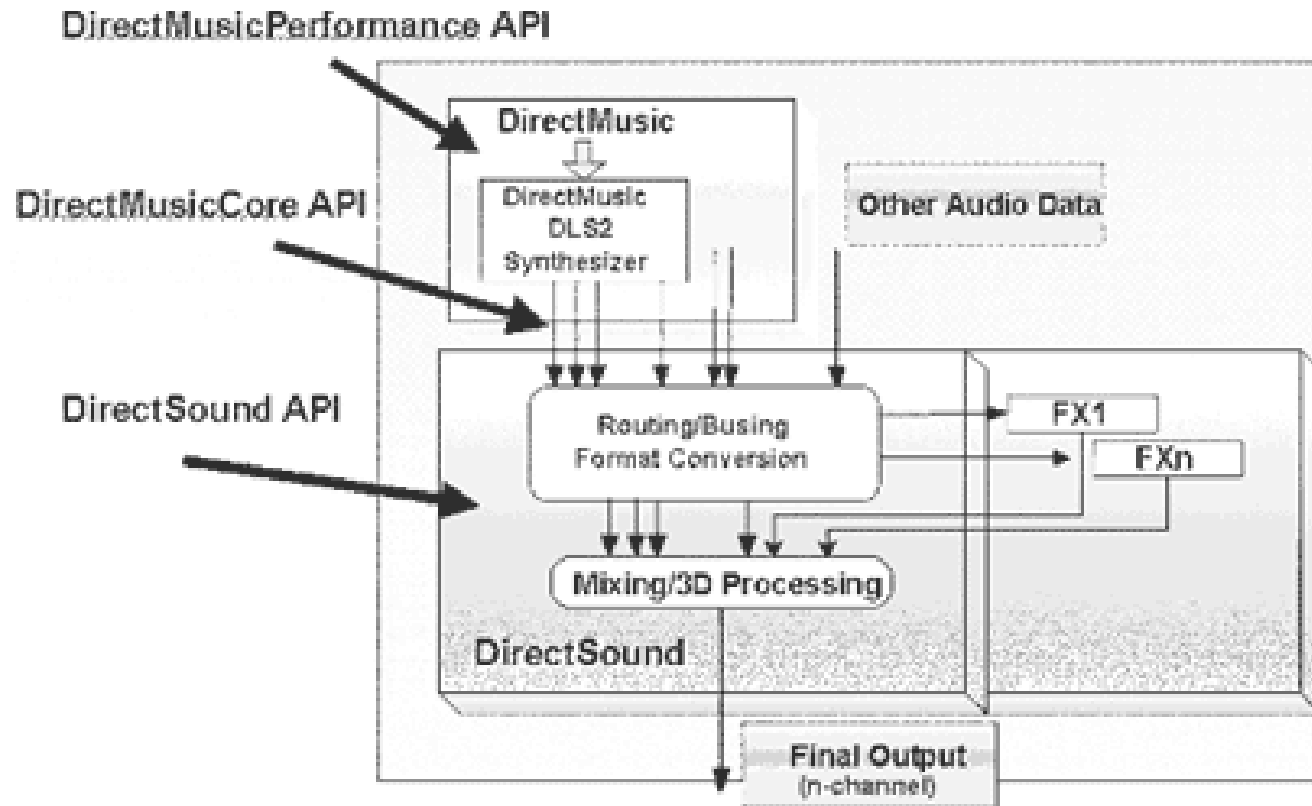 DirectMusicPerformance API
DirectMusic
DirectMusicCore API
DirectMusic
DLS2
Synthesizer
Other Audio Data
DirectSound API
Routing/Busing
Format Conversion
FX1
FXn
Mixing/3D Processing
DirectSound
Final Output
(n-channel)